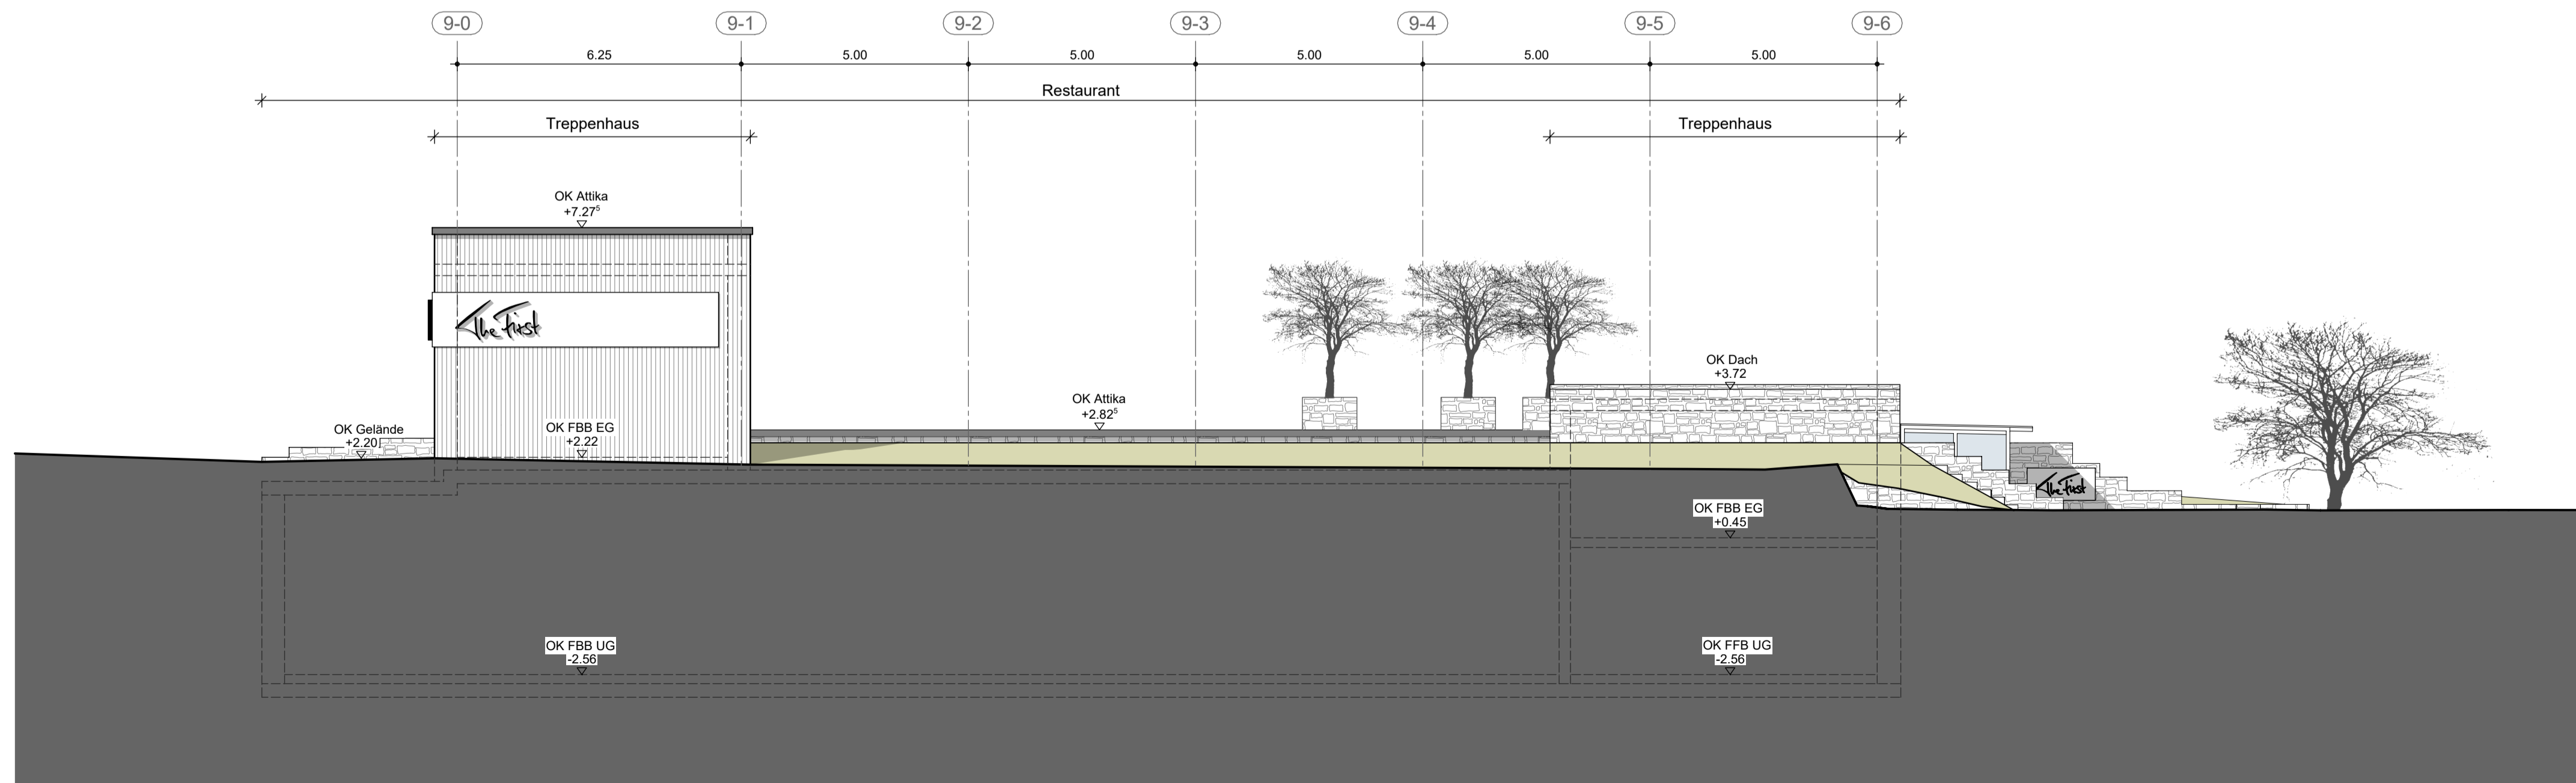 9-0 9-1 9-2 9-3 9-4 9-5 9-6
6.25 5.00 5.00 5.00 5.00 5.00
Restaurant
Treppenhaus Treppenhaus
OK Attika
+7.27⁵
The First
OK Dach
+3.72
OK Attika
+2.82⁵
OK Gelände
+2.20
OK FBB EG
+2.22
The First
OK FBB EG
+0.45
OK FBB UG
-2.56
OK FFB UG
-2.56